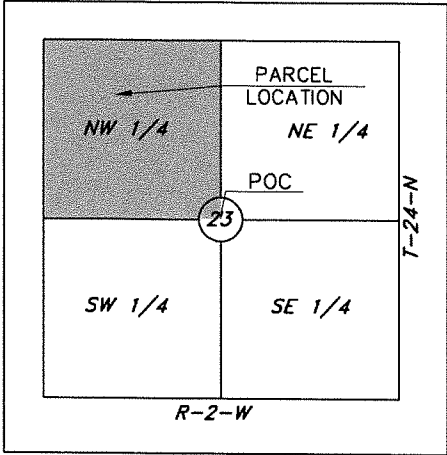 PARCEL
LOCATION
NW 1/4
NE 1/4
POC
23
T-24-N
SW 1/4
SE 1/4
R-2-W